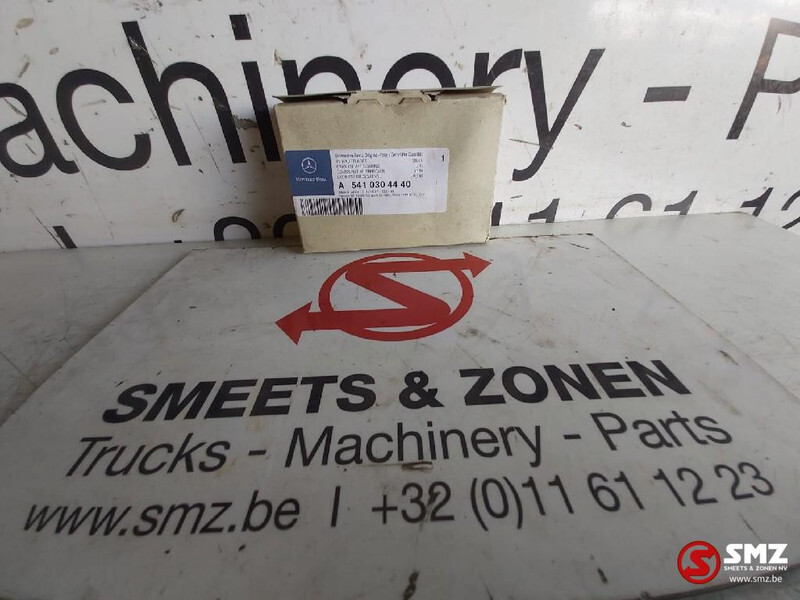 Machinery - P
Mercedes-Benz
1
A 541 030 44 40
SMEETS & ZONEN
Trucks - Machinery - Parts
www.smz.be | +32 (0)11 61 12 23
SMZ
SMEETS & ZONEN NV
www.smz.be